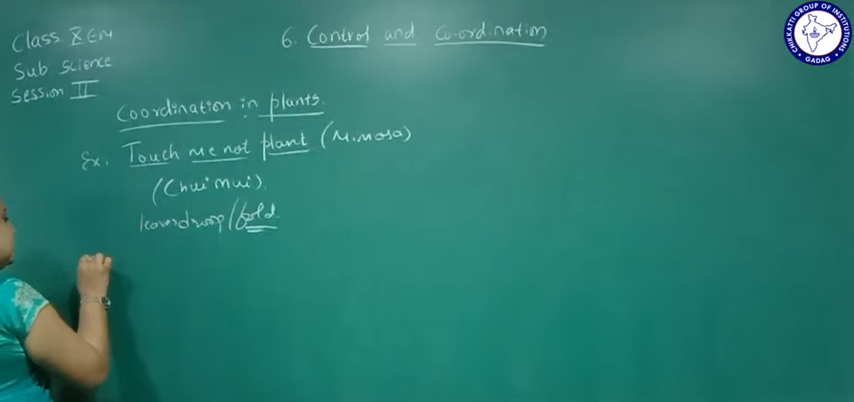 Class X EM
Sub Science
Session II
6. Control and Co-ordination
Coordination in plants.
Ex. Touch me not plant (Mimosa)
(Chui Mui).
leaves droop/fold.
CHIKKATTI GROUP OF INSTITUTIONS
GADAG